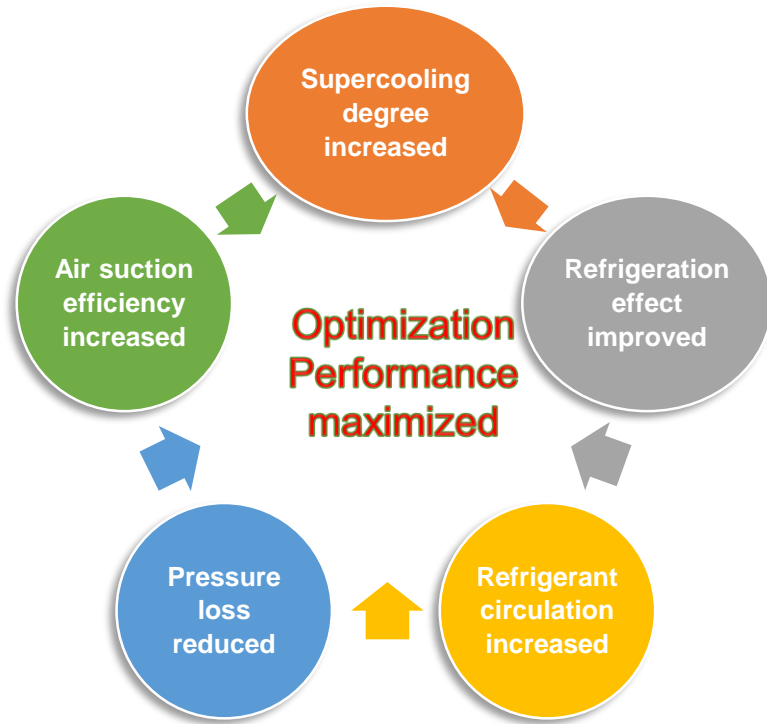 Supercooling
degree
increased
Air suction
efficiency
increased
Refrigeration
effect
improved
Optimization
Performance
maximized
Pressure
loss
reduced
Refrigerant
circulation
increased